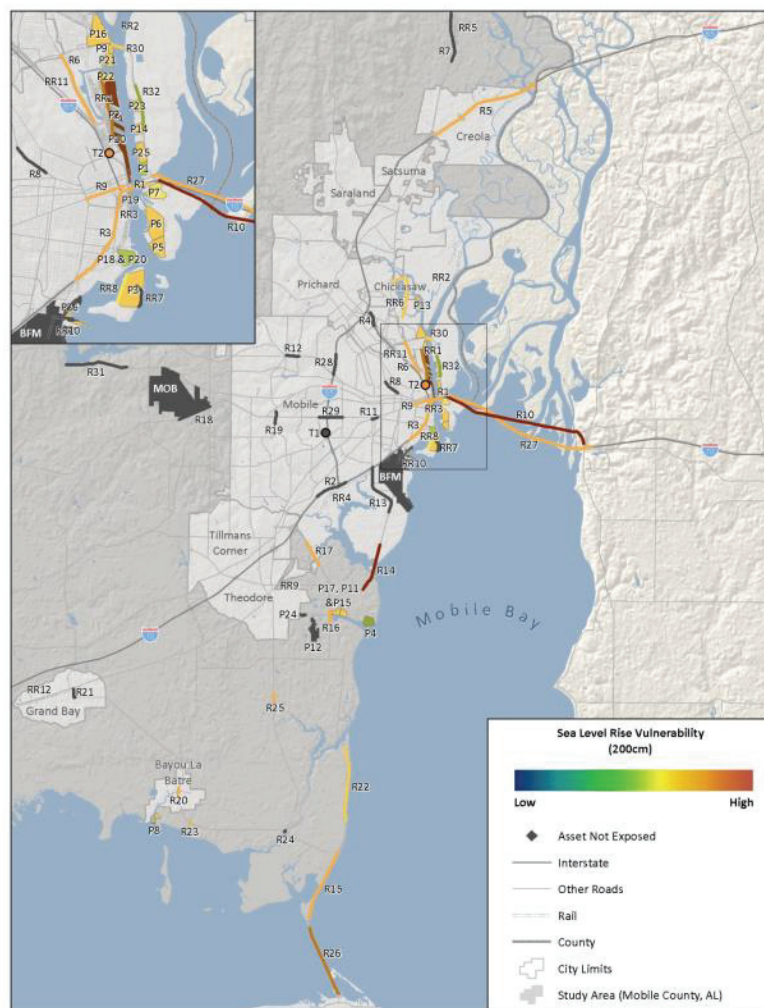 RR2
P16
P9
R30
P21
R6
P22
RR11
R32
P23
P14
T2
P25
P1
R8
R27
R9
R1
P7
P19
RR3
R10
P6
R3
P5
P18 & P20
RR8
P3
RR7
BFM
RR5
R7
R5
Creola
Satsuma
Saraland
RR2
Prichard
Chickasaw
RR6
P13
R4
R30
RR1
R12
RR11
R6
R32
R31
R28
R8
T2
MOB
Mobile
R1
R10
R29
R11
R9
RR3
R18
R19
T1
R3
R27
RR8
RR7
RR10
R2
BFM
RR4
R13
Tillmans
Corner
R17
R14
RR9
P17, P11
&P15
Theodore
Mobile Bay
P24
R16
P4
P12
RR12
R21
Grand Bay
R25
Bayou La
Batre
R20
R22
P8
R23
R24
R15
R26
Sea Level Rise Vulnerability
(200cm)
Low
High
Asset Not Exposed
Interstate
Other Roads
Rail
County
City Limits
Study Area (Mobile County, AL)